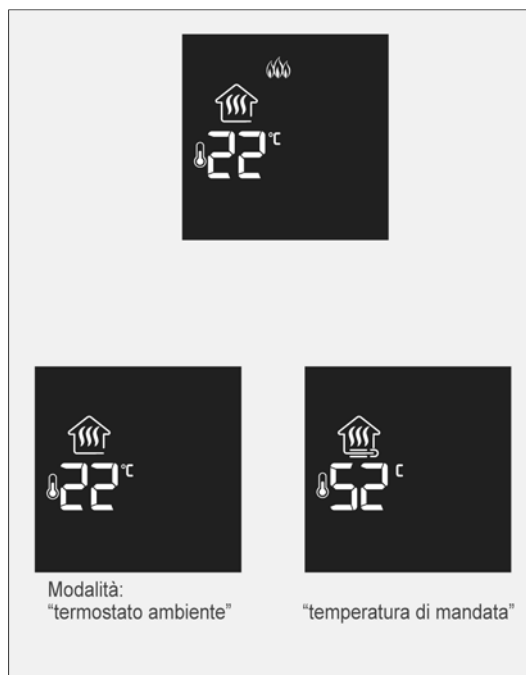 22 °C
22 °C
52 C
Modalità:
“termostato ambiente”
“temperatura di mandata”